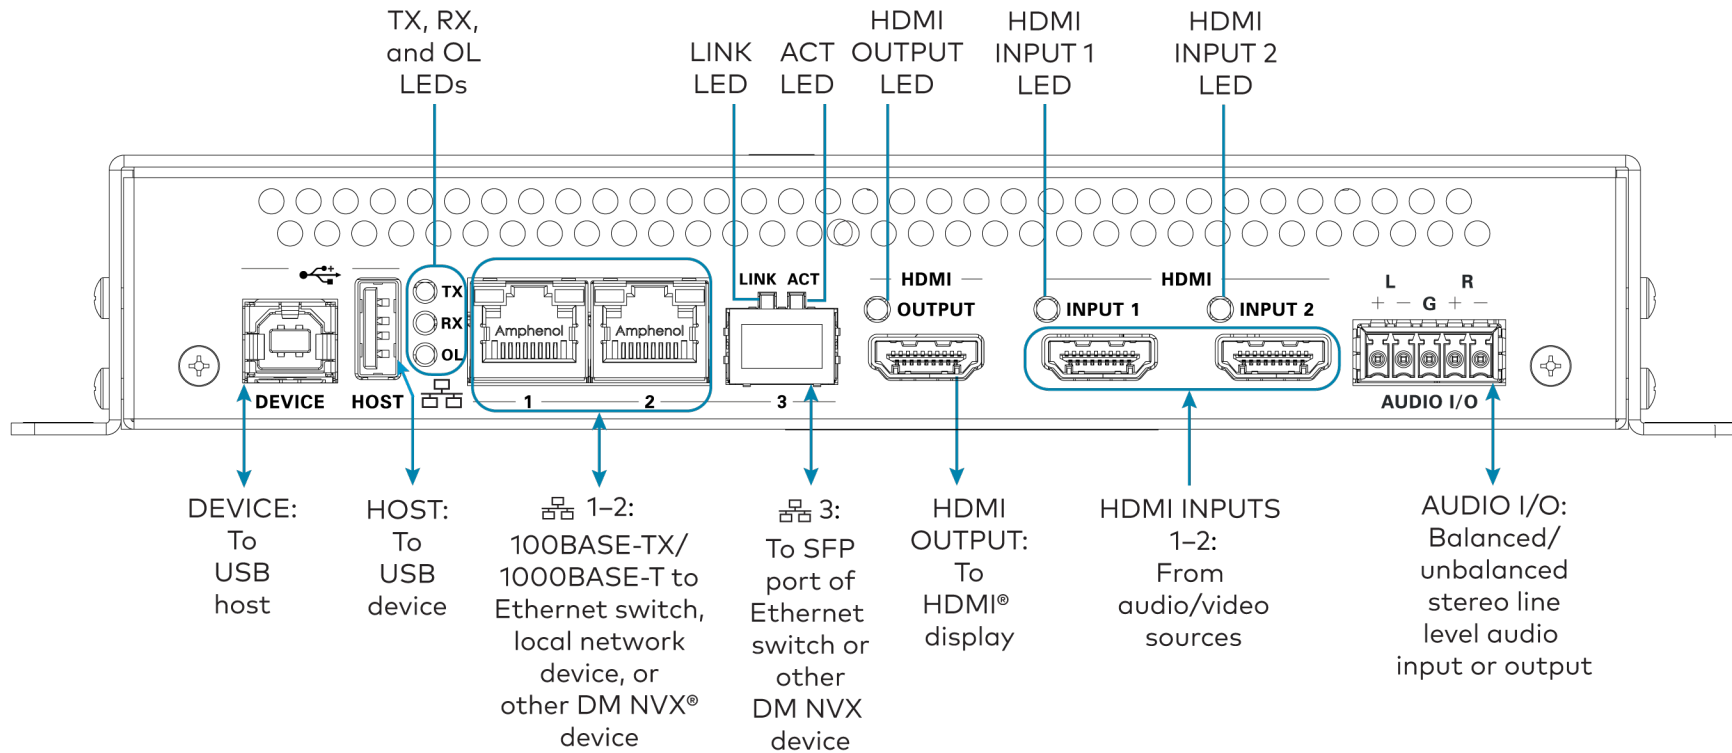 TX, RX,
and OL
LEDs
LINK
LED
ACT
LED
HDMI
OUTPUT
LED
HDMI
INPUT 1
LED
HDMI
INPUT 2
LED
TX
RX
OL
Amphenol
Amphenol
LINK ACT
HDMI
OUTPUT
HDMI
INPUT 1
INPUT 2
L R
+ − G + −
DEVICE
HOST
1
2
3
AUDIO I/O
DEVICE:
To
USB
host
HOST:
To
USB
device
1–2:
100BASE-TX/
1000BASE-T to
Ethernet switch,
local network
device, or
other DM NVX®
device
3:
To SFP
port of
Ethernet
switch or
other
DM NVX
device
HDMI
OUTPUT:
To
HDMI®
display
HDMI INPUTS
1–2:
From
audio/video
sources
AUDIO I/O:
Balanced/
unbalanced
stereo line
level audio
input or output